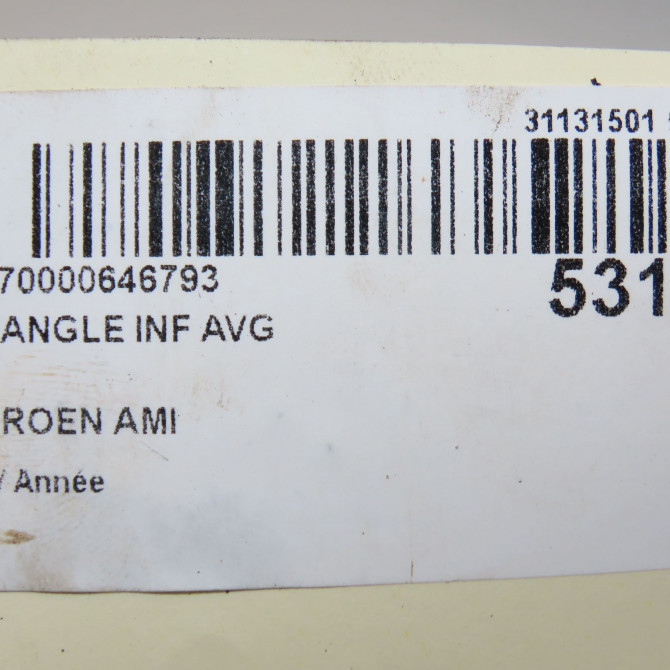 31131501
70000646793
531
ANGLE INF AVG
ROEN AMI
/ Année